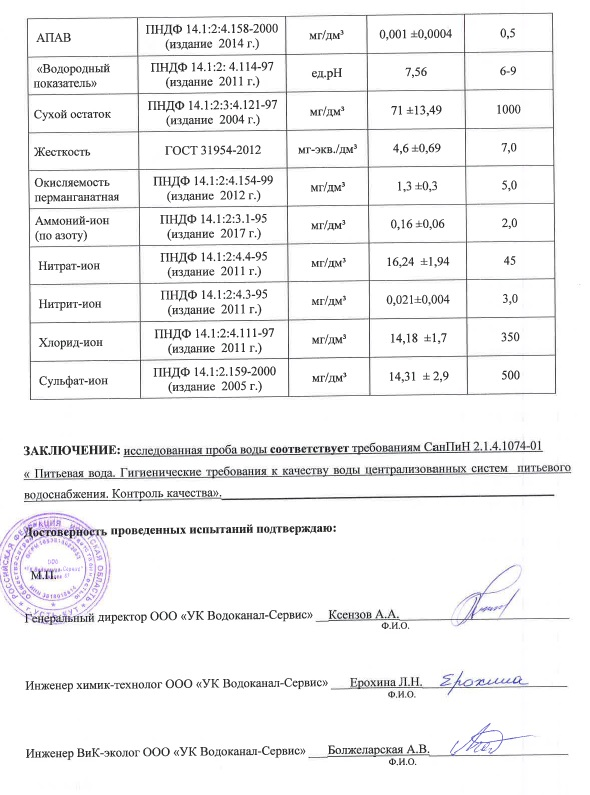 АПАВ ПНДФ 14.1:2:4.158-2000 (издание 2014 г.) мг/дм³ 0,001 ±0,0004 0,5
«Водородный показатель» ПНДФ 14.1:2: 4.114-97 (издание 2011 г.) ед.рН 7,56 6-9
Сухой остаток ПНДФ 14.1:2:3:4.121-97 (издание 2004 г.) мг/дм³ 71 ±13,49 1000
Жесткость ГОСТ 31954-2012 мг-экв./дм³ 4,6 ±0,69 7,0
Окисляемость перманганатная ПНДФ 14.1:2:4.154-99 (издание 2012 г.) мг/дм³ 1,3 ±0,3 5,0
Аммоний-ион (по азоту) ПНДФ 14.1:2:3.1-95 (издание 2017 г.) мг/дм³ 0,16 ±0,06 2,0
Нитрат-ион ПНДФ 14.1:2:4.4-95 (издание 2011 г.) мг/дм³ 16,24 ±1,94 45
Нитрит-ион ПНДФ 14.1:2:4.3-95 (издание 2011 г.) мг/дм³ 0,021±0,004 3,0
Хлорид-ион ПНДФ 14.1:2:4.111-97 (издание 2011 г.) мг/дм³ 14,18 ±1,7 350
Сульфат-ион ПНДФ 14.1:2.159-2000 (издание 2005 г.) мг/дм³ 14,31 ± 2,9 500
ЗАКЛЮЧЕНИЕ: исследованная проба воды соответствует требованиям СанПиН 2.1.4.1074-01
« Питьевая вода. Гигиенические требования к качеству воды централизованных систем питьевого
водоснабжения. Контроль качества».
Достоверность проведенных испытаний подтверждаю:
РОССИЙСКАЯ ФЕДЕРАЦИЯ ИРКУТСКАЯ ОБЛАСТЬ
М.П.
Генеральный директор ООО «УК Водоканал-Сервис» Ксензов А.А.
Ф.И.О.
Инженер химик-технолог ООО «УК Водоканал-Сервис» Ерохина Л.Н. Ерохина
Ф.И.О.
Инженер ВиК-эколог ООО «УК Водоканал-Сервис» Болжеларская А.В.
Ф.И.О.